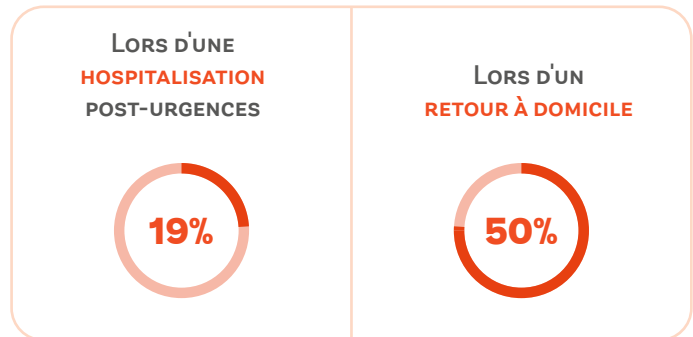 Lors d'une
hospitalisation
post-urgences
19%
Lors d'un
retour à domicile
50%